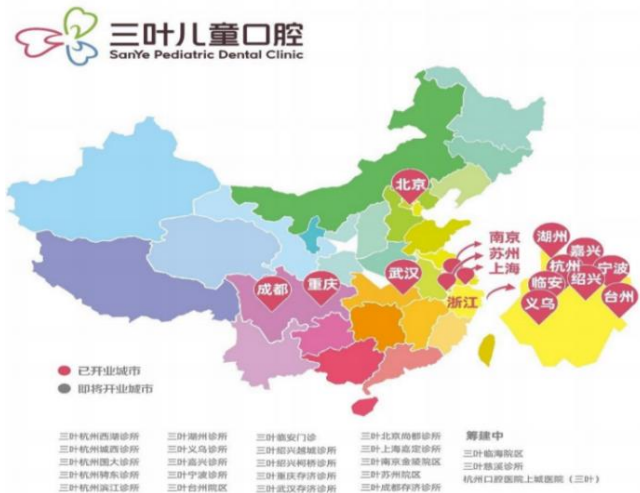 三叶儿童口腔
SanYe Pediatric Dental Clinic
北京
南京
苏州
上海
浙江
武汉
重庆
成都
湖州
嘉兴
杭州
宁波
临安
绍兴
义乌
台州
已开业城市
即将开业城市
三叶杭州西湖诊所
三叶杭州城西诊所
三叶杭州国大诊所
三叶杭州钱东诊所
三叶杭州滨江诊所
三叶湖州诊所
三叶义乌诊所
三叶嘉兴诊所
三叶宁波诊所
三叶台州院区
三叶临安门诊
三叶绍兴越城诊所
三叶绍兴柯桥诊所
三叶重庆存济诊所
三叶武汉存济诊所
三叶北京尚都诊所
三叶上海嘉定诊所
三叶南京金陵院区
三叶苏州院区
三叶成都存济诊所
筹建中
三叶临海院区
三叶慈溪诊所
杭州口腔医院上城医院（三叶）